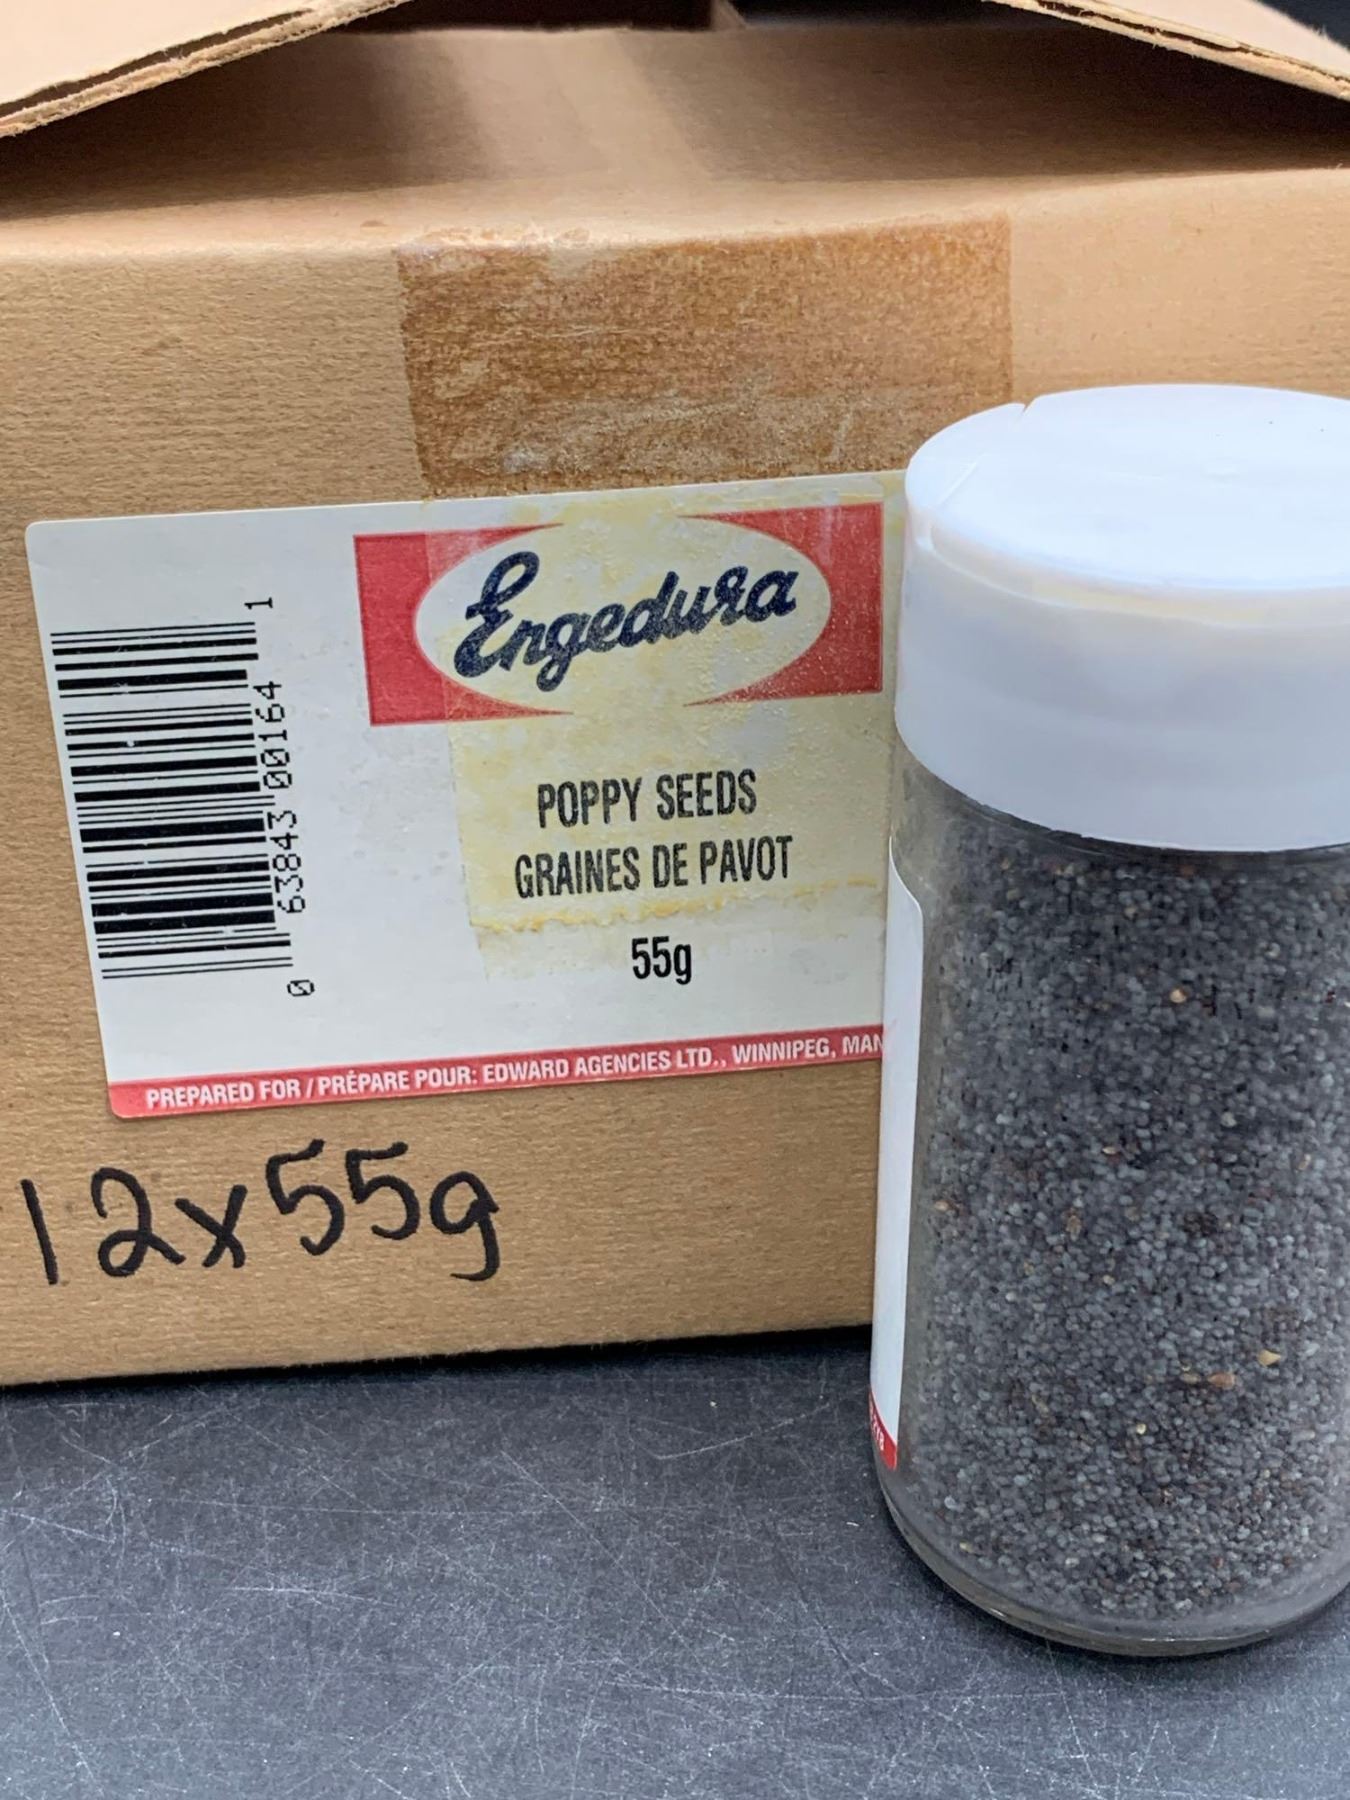 Engedura
POPPY SEEDS
GRAINES DE PAVOT
55g
0 63843 00164 1
PREPARED FOR / PRÉPARE POUR: EDWARD AGENCIES LTD., WINNIPEG, MAN
12x55g